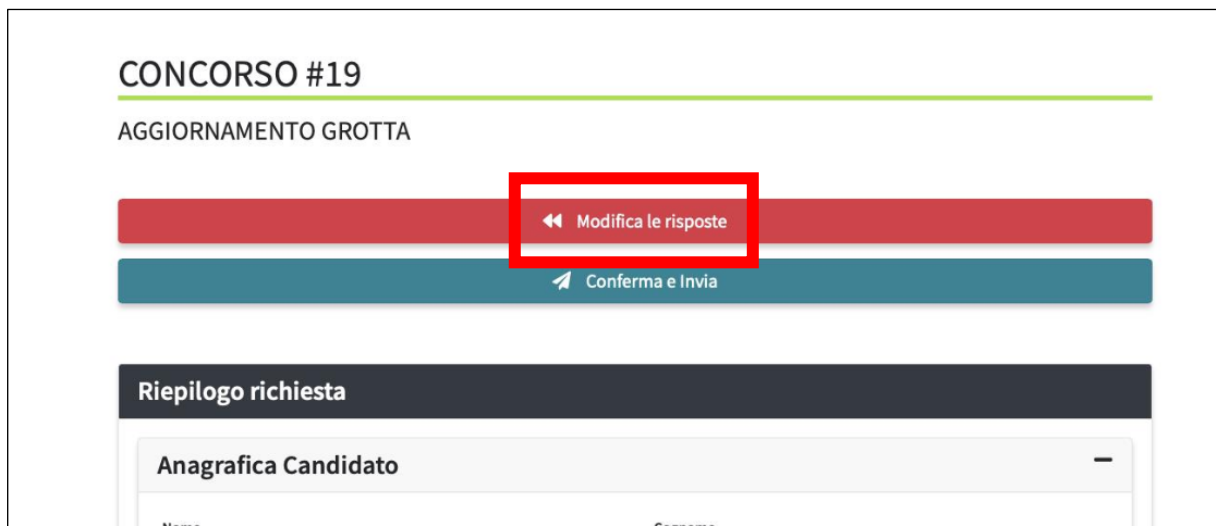 CONCORSO #19
AGGIORNAMENTO GROTTA
Modifica le risposte
Conferma e Invia
Riepilogo richiesta
Anagrafica Candidato